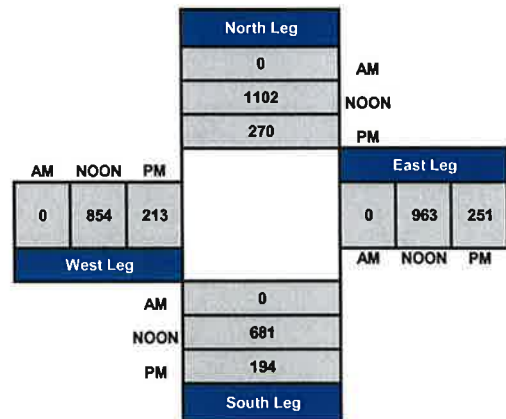 North Leg
0 AM
1102 NOON
270 PM
AM NOON PM
East Leg
0 854 213
0 963 251
West Leg
AM NOON PM
AM 0
NOON 681
PM 194
South Leg